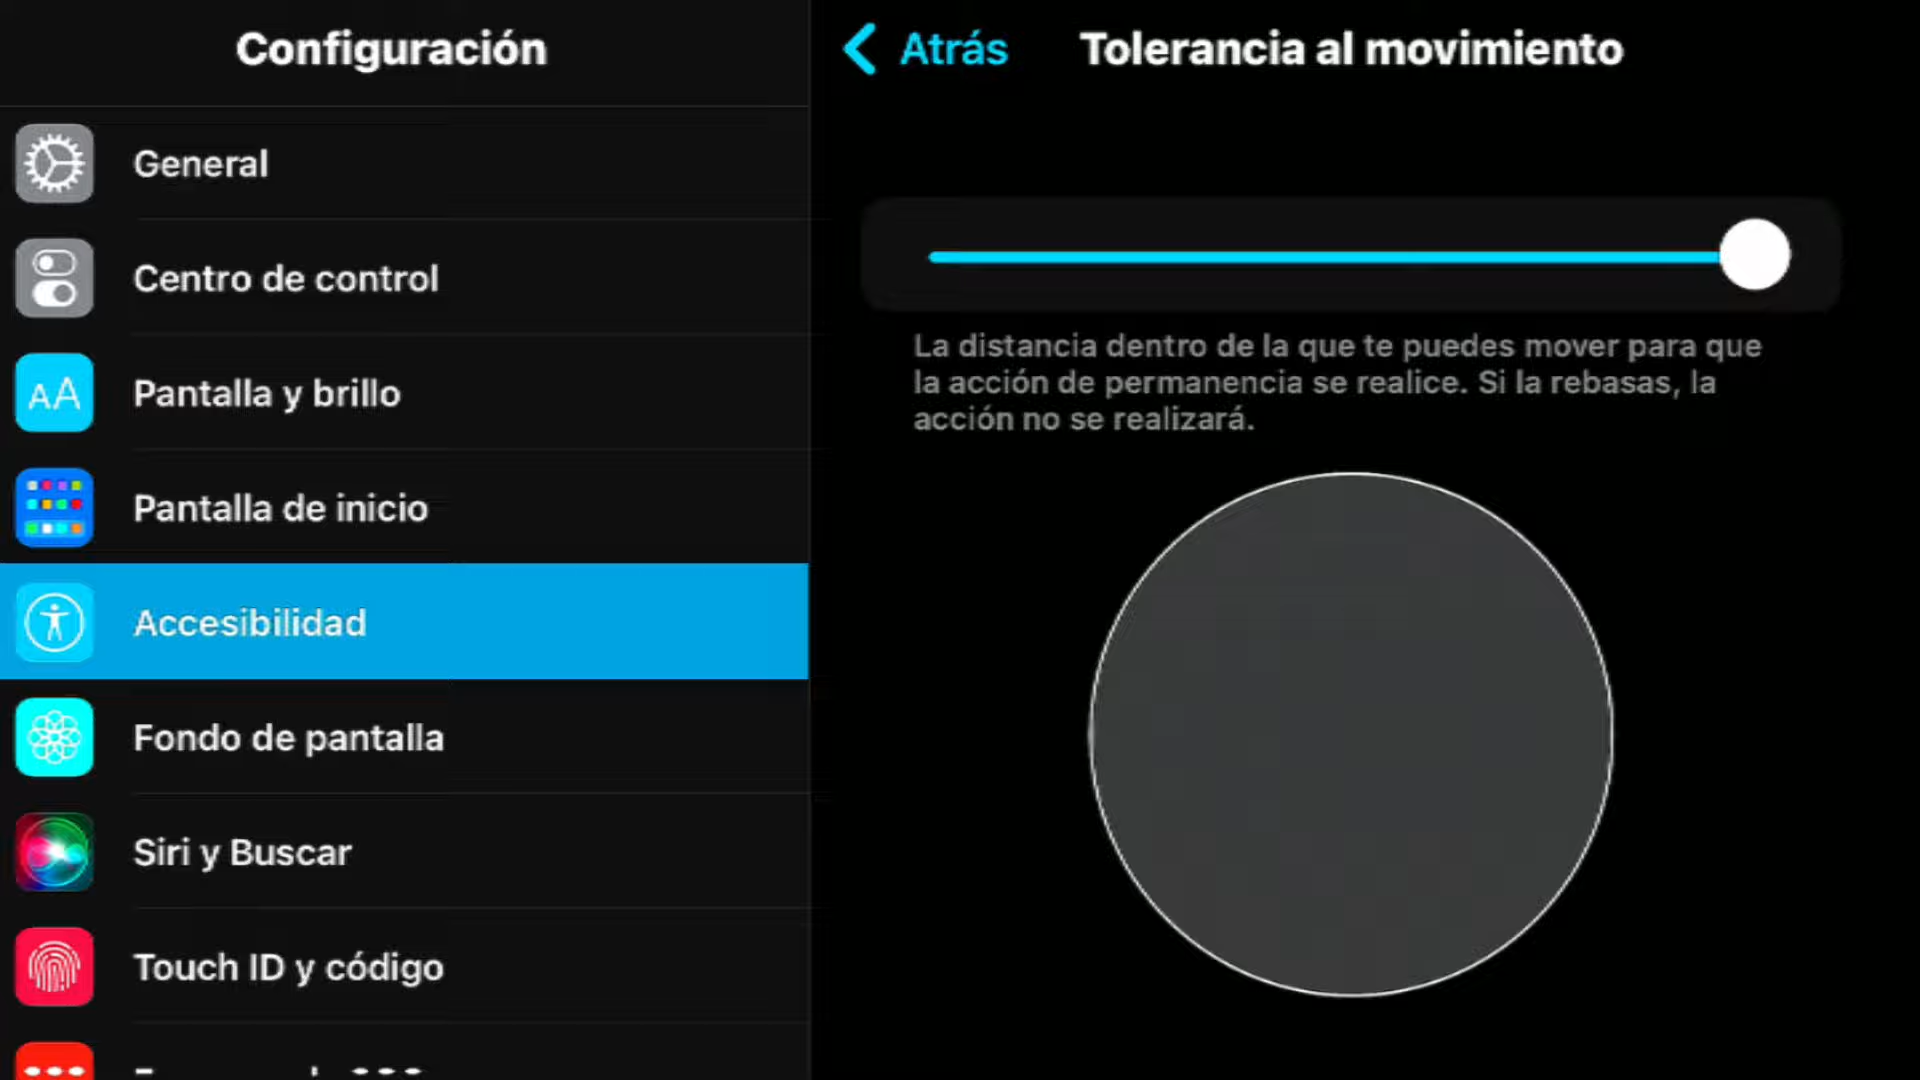 Configuración
Atrás
Tolerancia al movimiento
General
Centro de control
Pantalla y brillo
Pantalla de inicio
Accesibilidad
Fondo de pantalla
Siri y Buscar
Touch ID y código
La distancia dentro de la que te puedes mover para que
la acción de permanencia se realice. Si la rebasas, la
acción no se realizará.